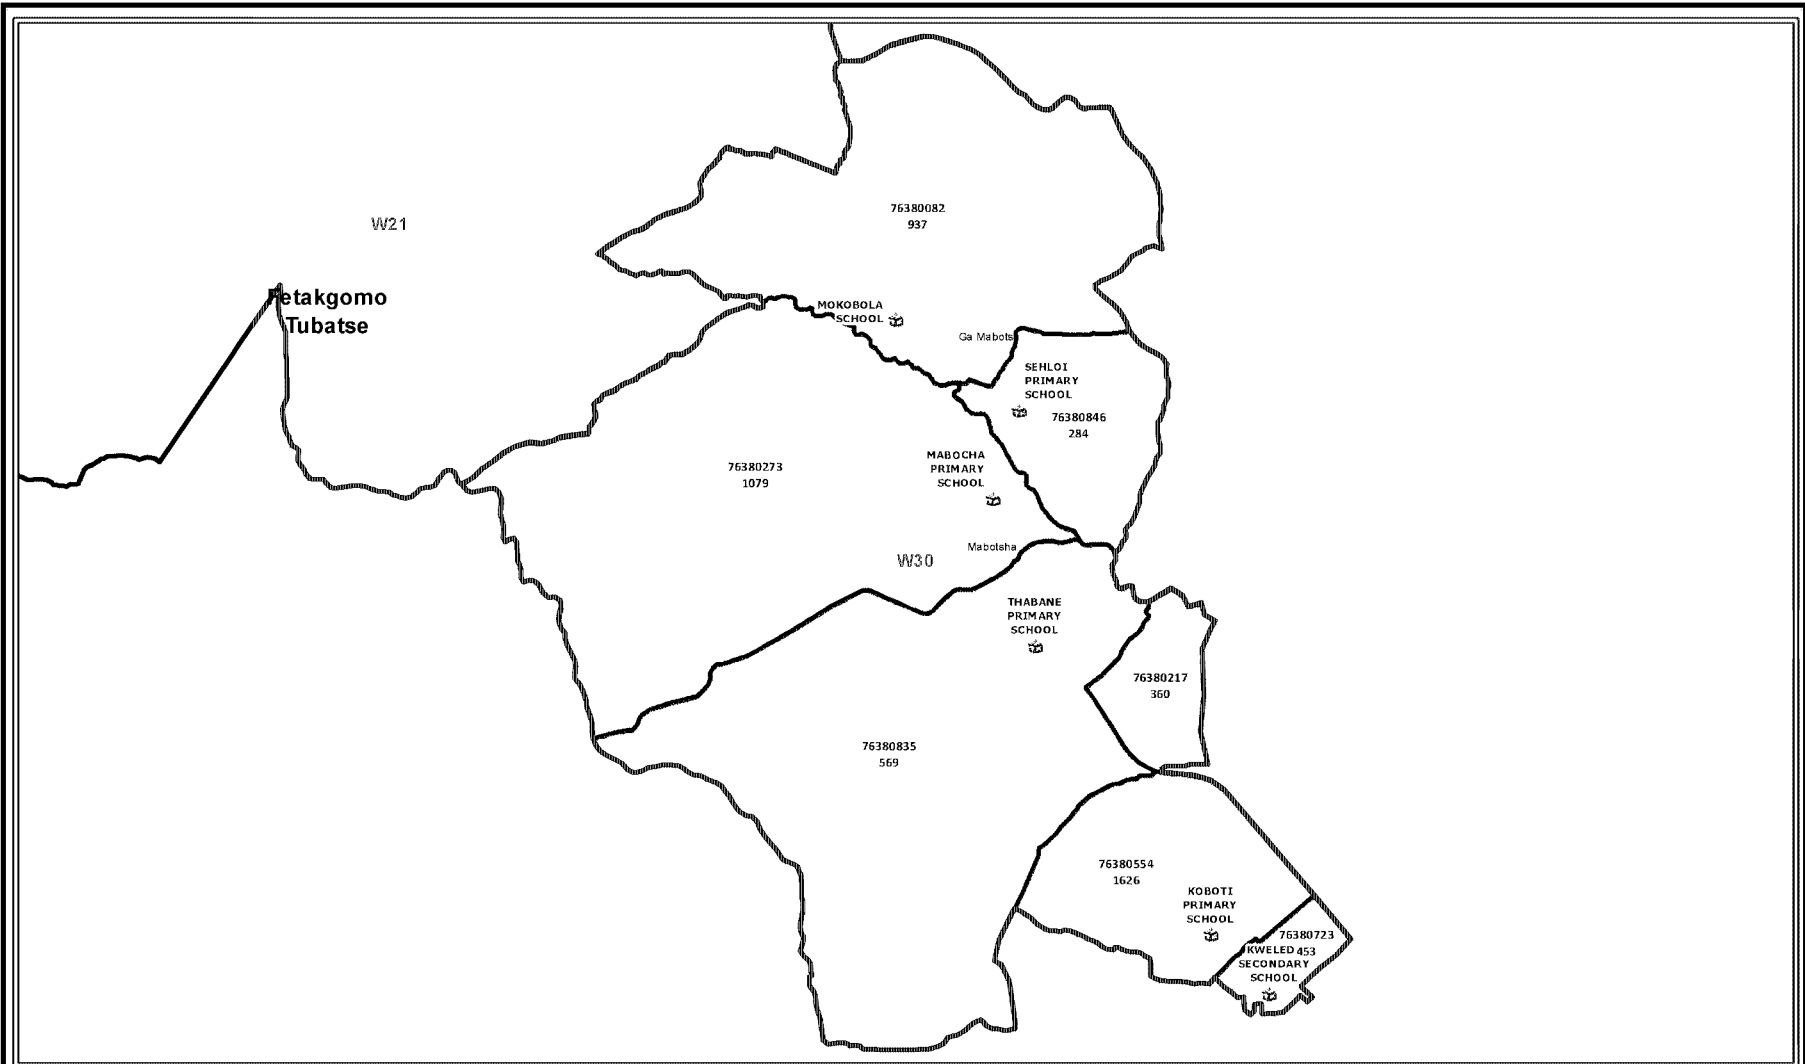 76380082
937
W21
Fetakgomo
Tubatse
MOKOBOLA
SCHOOL
Ga Mabots
SEHLOI
PRIMARY
SCHOOL
76380846
284
MABOCHA
PRIMARY
SCHOOL
76380273
1079
Mabotsha
W30
THABANE
PRIMARY
SCHOOL
76380217
360
76380835
569
76380554
1626
KOBOTI
PRIMARY
SCHOOL
76380723
453
KWELED
SECONDARY
SCHOOL